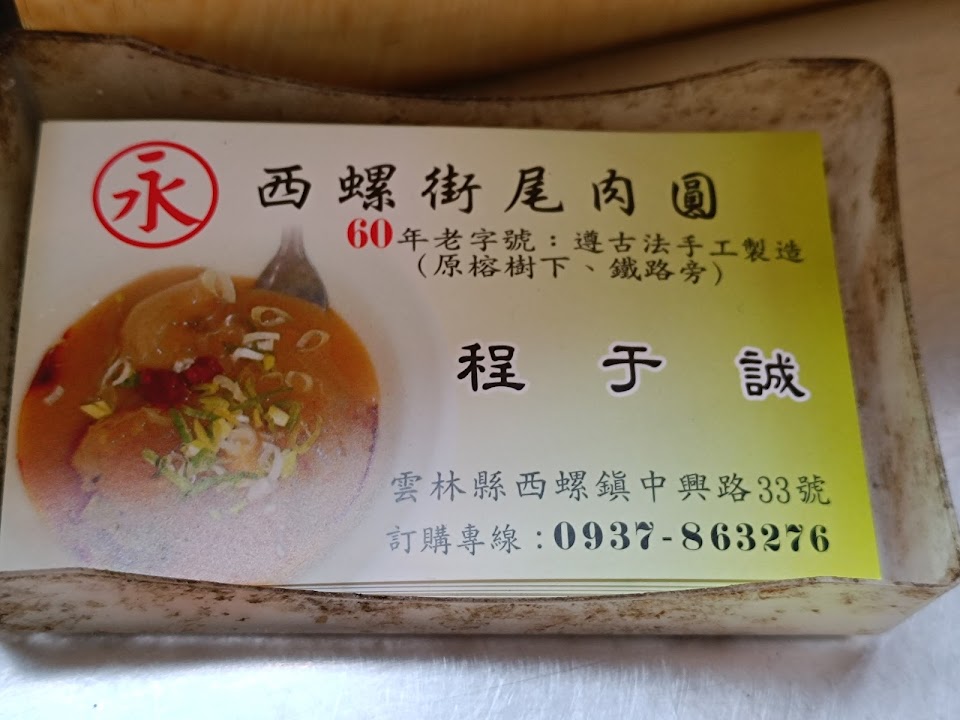 永
西螺街尾肉圓
60年老字號：遵古法手工製造
（原榕樹下、鐵路旁）
程于誠
雲林縣西螺鎮中興路33號
訂購專線：0937-863276